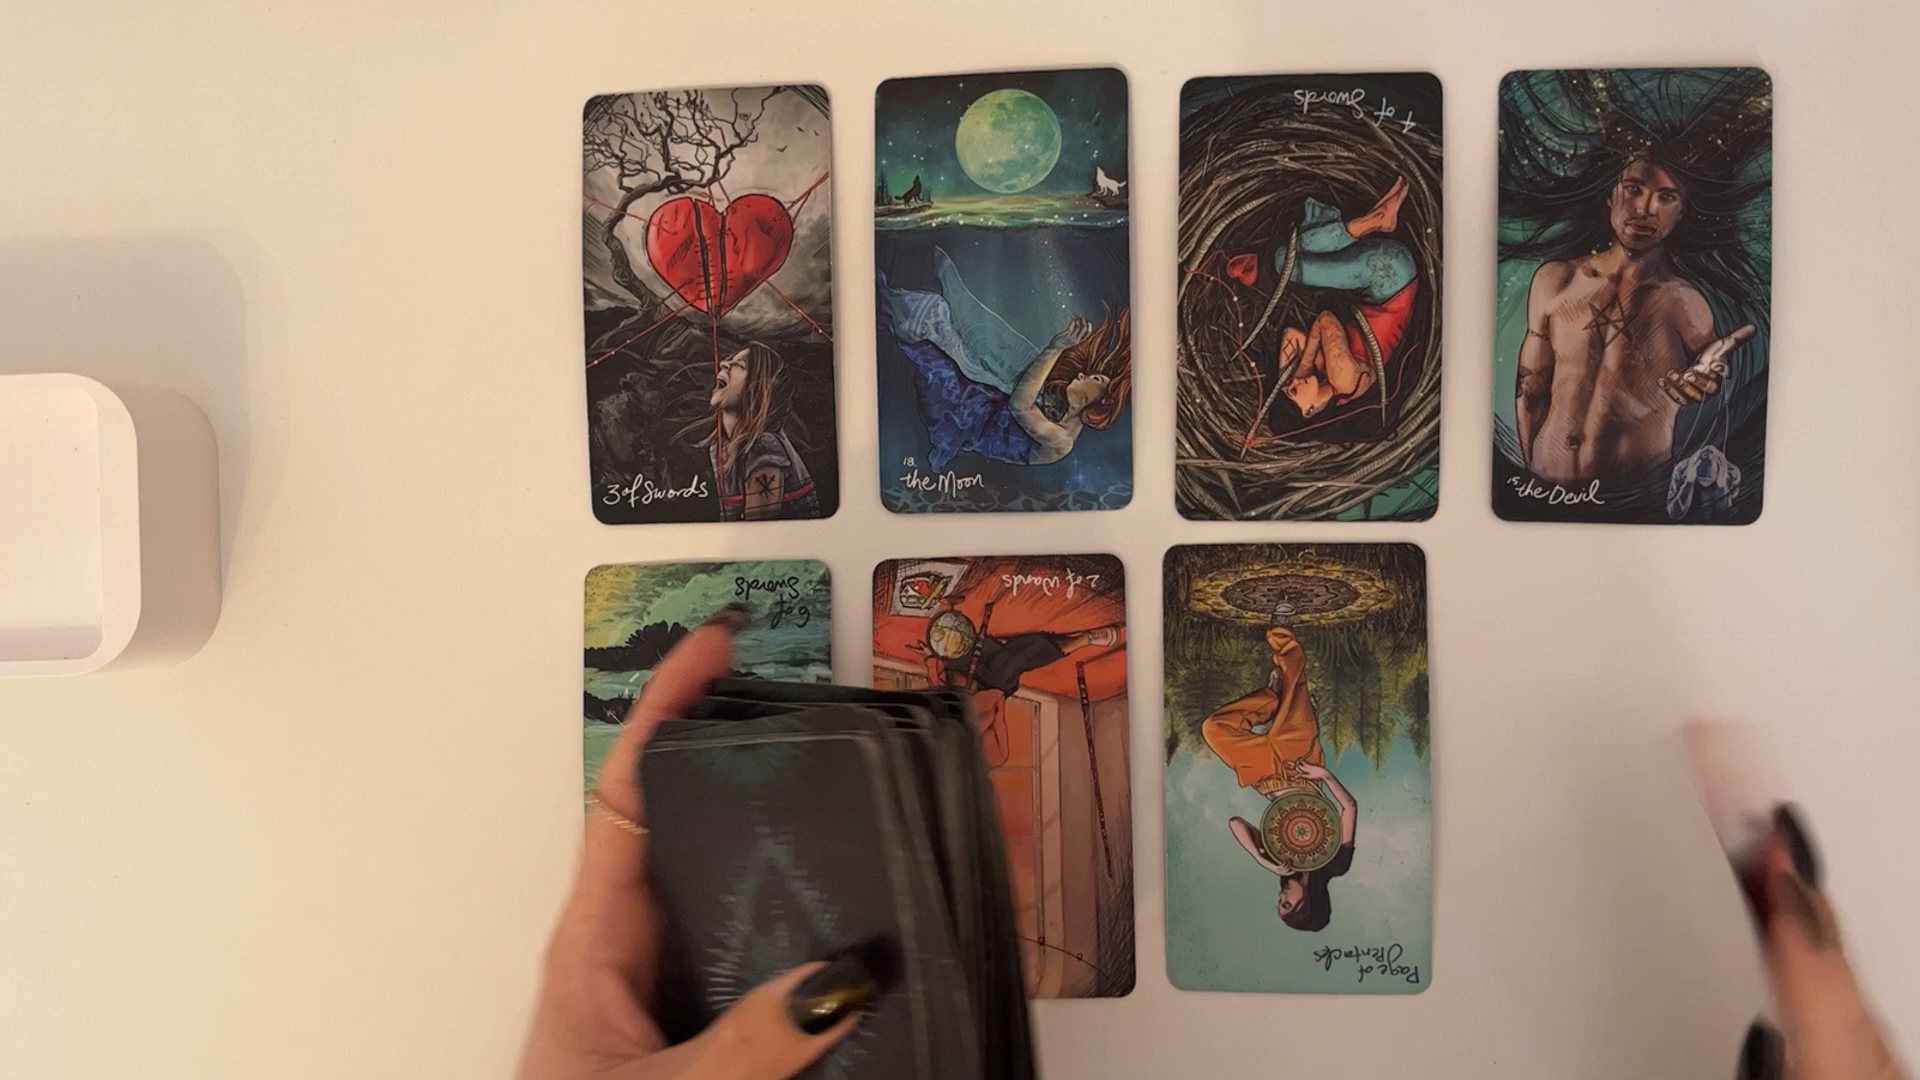 3 of Swords
18.
the Moon
4 of
Swords
15
the Devil
6 of
Swords
2 of Wands
Page of
Pentacles